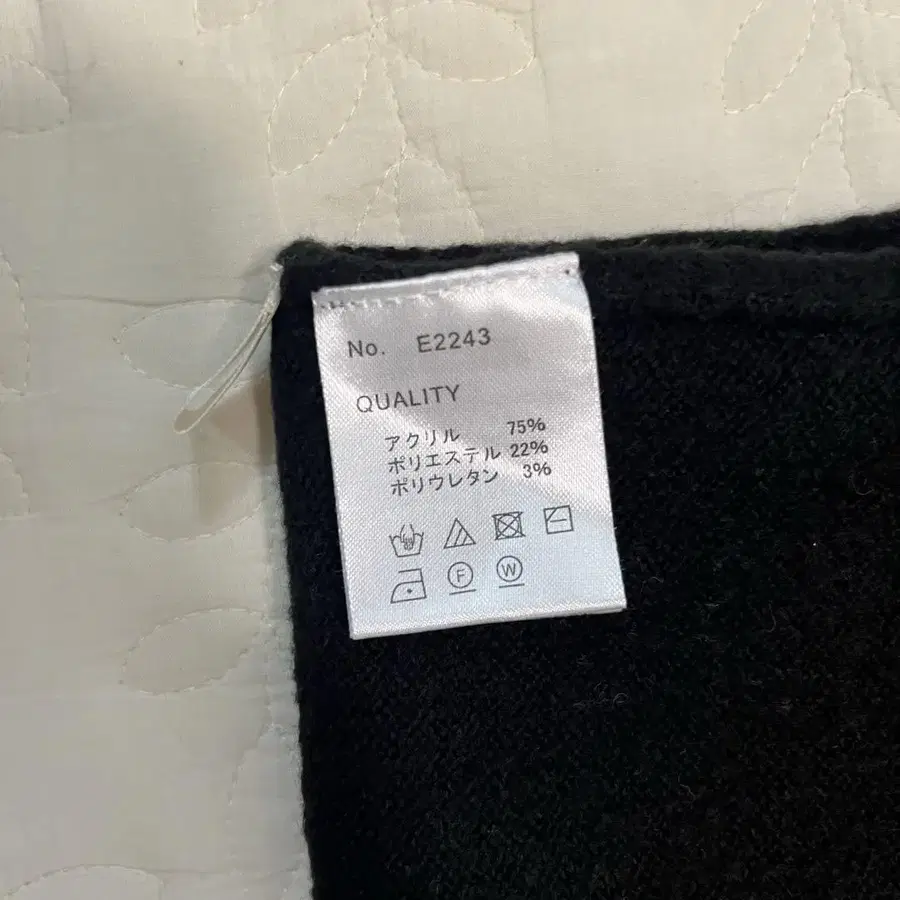 No. E2243
QUALITY
アクリル 75%
ポリエステル 22%
ポリウレタン 3%
F W